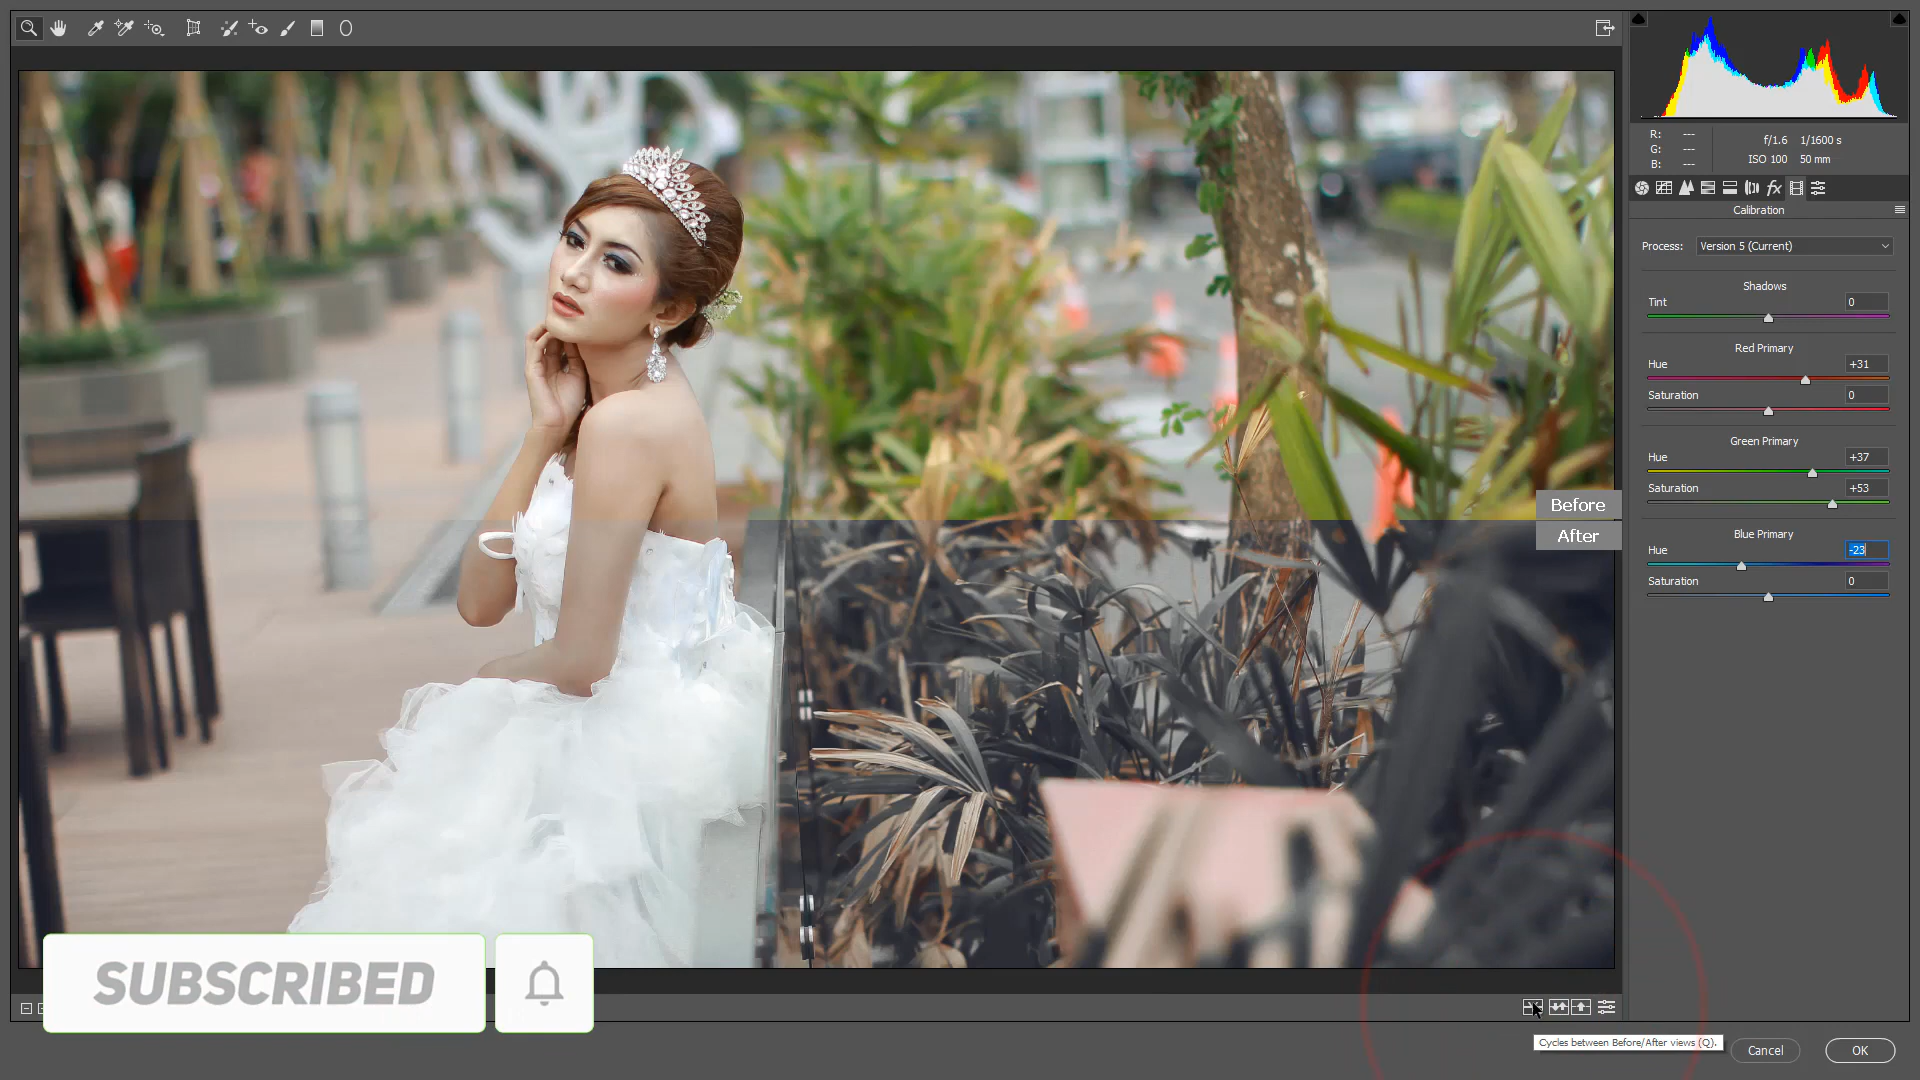 R: ---
G: ---
B: ---
f/1.6 1/1600 s
ISO 100 50 mm
fx
Calibration
Process: Version 5 (Current)
Shadows
Tint 0
Red Primary
Hue +31
Saturation 0
Green Primary
Hue +37
Saturation +53
Blue Primary
Hue -23
Saturation 0
Before
After
SUBSCRIBED
Cycles between Before/After views (Q).
Cancel OK